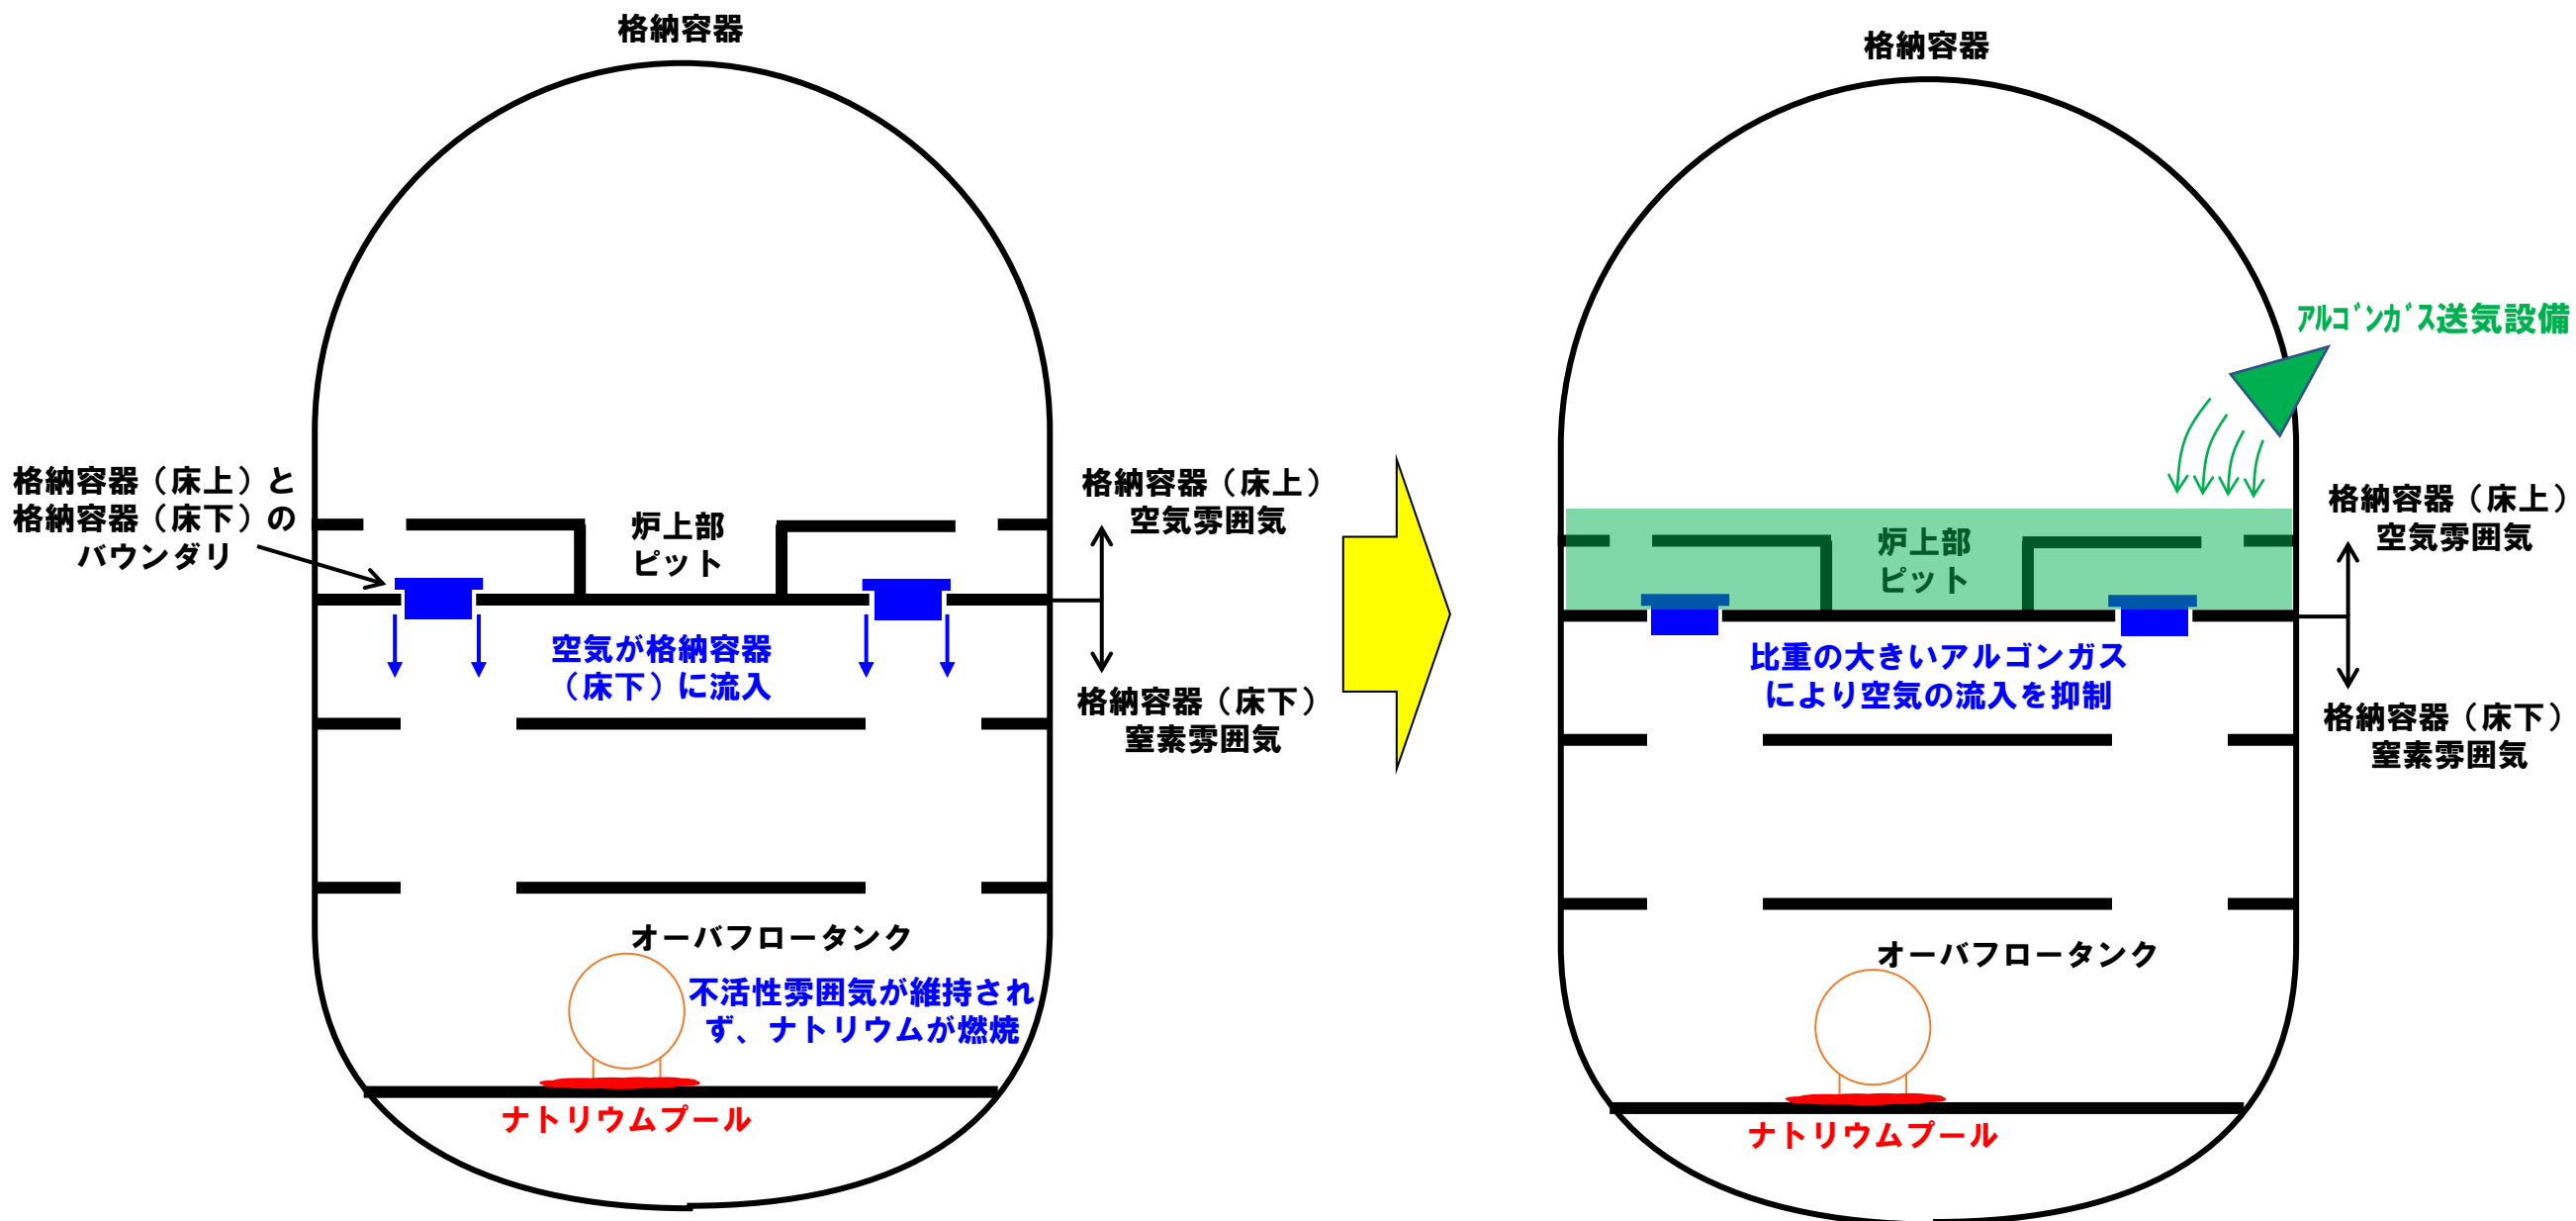 格納容器
格納容器（床上）と
格納容器（床下）の
バウンダリ
炉上部
ピット
格納容器（床上）
空気雰囲気
空気が格納容器
（床下）に流入
格納容器（床下）
窒素雰囲気
オーバフロータンク
不活性雰囲気が維持され
ず、ナトリウムが燃焼
ナトリウムプール
格納容器
ｱﾙｺﾞﾝｶﾞｽ送気設備
格納容器（床上）
空気雰囲気
炉上部
ピット
比重の大きいアルゴンガス
により空気の流入を抑制
格納容器（床下）
窒素雰囲気
オーバフロータンク
ナトリウムプール